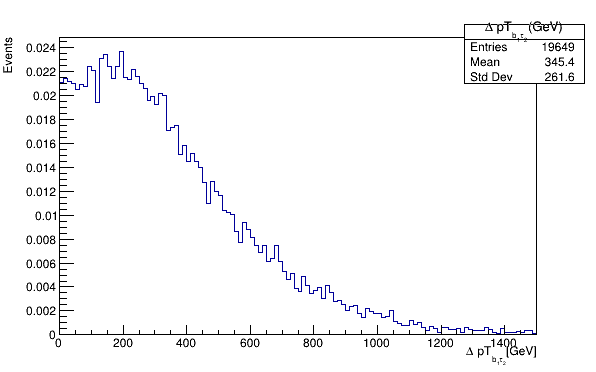 Δ pT_{b_1τ_2}(GeV)
Entries 19649
Mean 345.4
Std Dev 261.6
Events
0.024
0.022
0.02
0.018
0.016
0.014
0.012
0.01
0.008
0.006
0.004
0.002
0
0 200 400 600 800 1000 1200 1400
Δ pT_{b_1τ_2}[GeV]